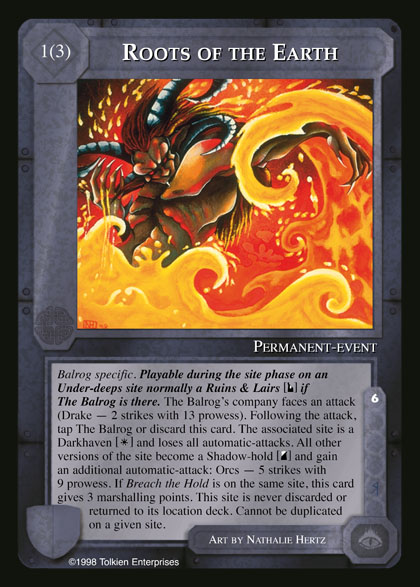 1(3)
ROOTS OF THE EARTH
NH
PERMANENT-EVENT
Balrog specific. Playable during the site phase on an
Under-deeps site normally a Ruins & Lairs [] if
The Balrog is there. The Balrog's company faces an attack
(Drake — 2 strikes with 13 prowess). Following the attack,
tap The Balrog or discard this card. The associated site is a
Darkhaven [] and loses all automatic-attacks. All other
versions of the site become a Shadow-hold [] and gain
an additional automatic-attack: Orcs — 5 strikes with
9 prowess. If Breach the Hold is on the same site, this card
gives 3 marshalling points. This site is never discarded or
returned to its location deck. Cannot be duplicated
on a given site.
6
ART BY NATHALIE HERTZ
©1998 Tolkien Enterprises